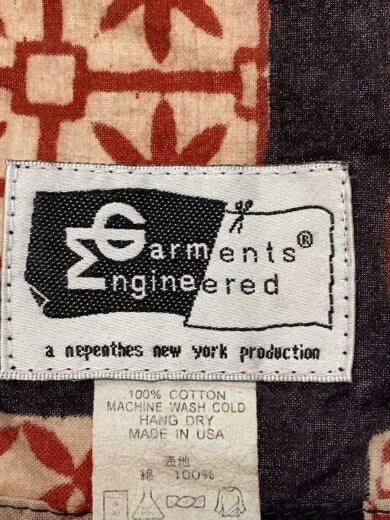 Garments®
Engineered
a nepenthes new york production
100% COTTON
MACHINE WASH COLD
HANG DRY
MADE IN USA
綿 100%